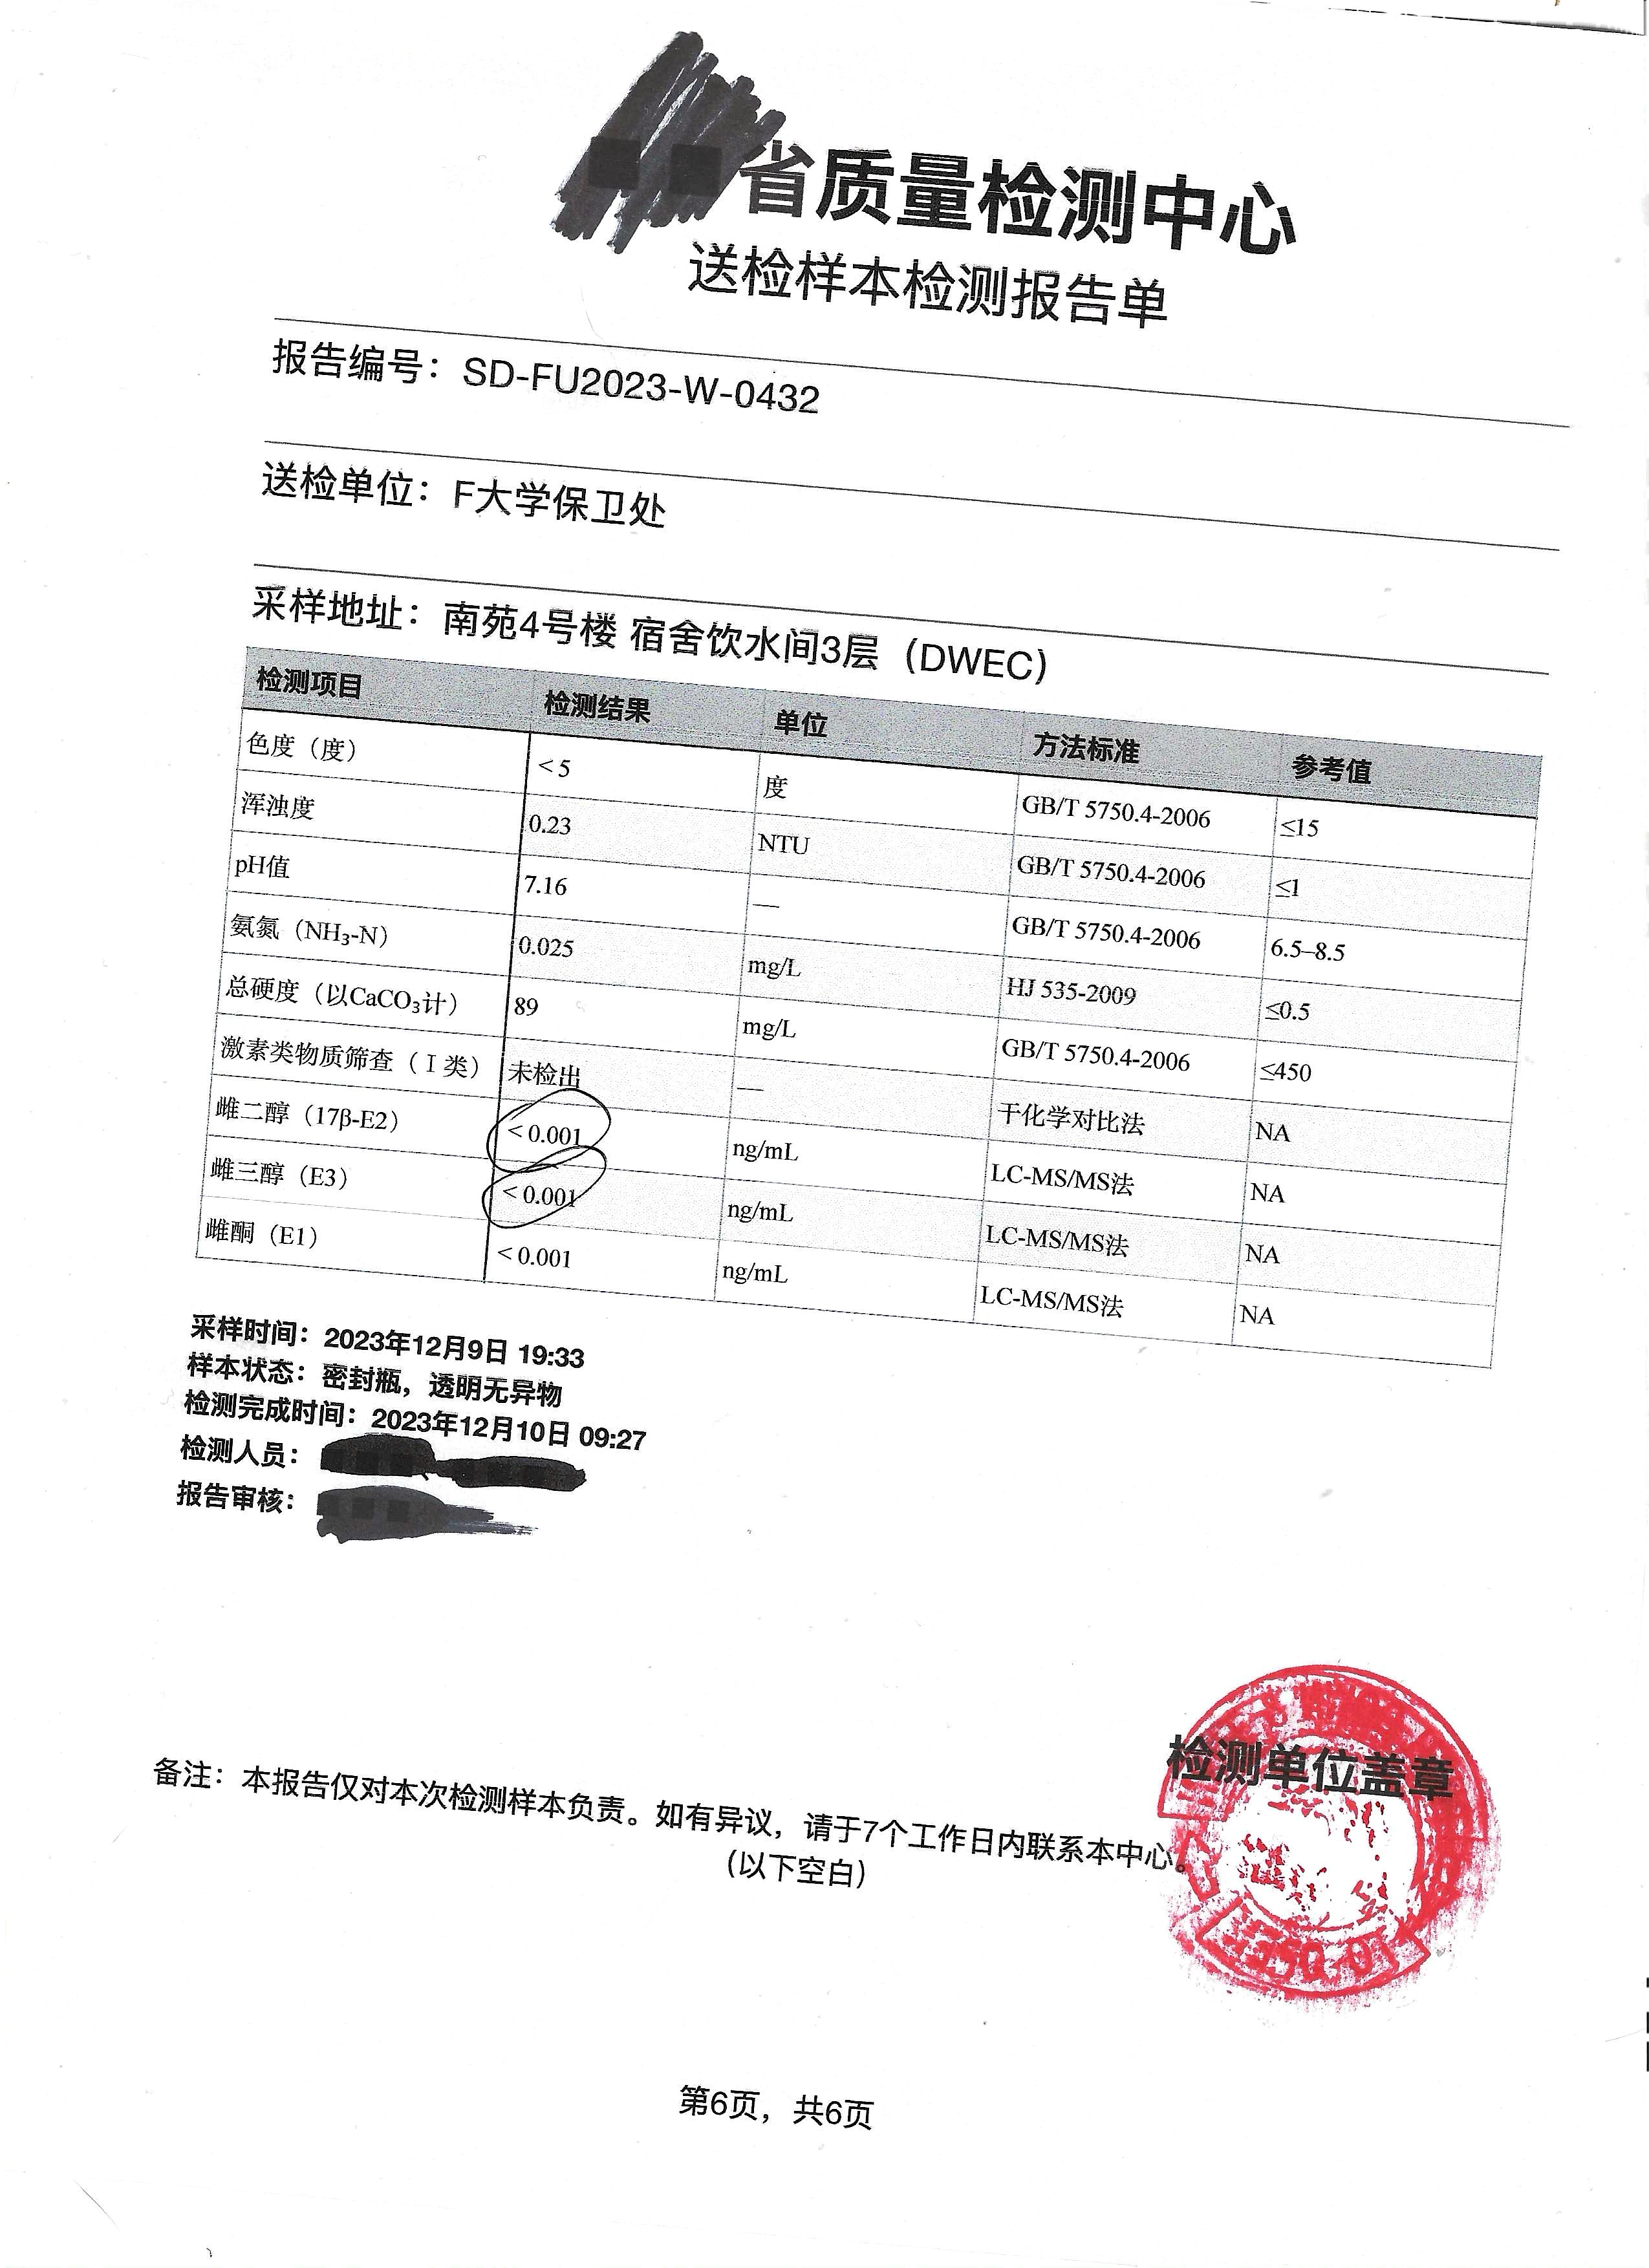 省质量检测中心
送检样本检测报告单
报告编号：SD-FU2023-W-0432
送检单位：F大学保卫处
采样地址：南苑4号楼 宿舍饮水间3层（DWEC）
检测项目 检测结果 单位 方法标准 参考值
色度（度） <5 度 GB/T 5750.4-2006 ≤15
浑浊度 0.23 NTU GB/T 5750.4-2006 ≤1
pH值 7.16 — GB/T 5750.4-2006 6.5–8.5
氨氮（NH₃-N） 0.025 mg/L HJ 535-2009 ≤0.5
总硬度（以CaCO₃计） 89 mg/L GB/T 5750.4-2006 ≤450
激素类物质筛查（Ⅰ类） 未检出 — 干化学对比法 NA
雌二醇（17β-E2） <0.001 ng/mL LC-MS/MS法 NA
雌三醇（E3） <0.001 ng/mL LC-MS/MS法 NA
雌酮（E1） <0.001 ng/mL LC-MS/MS法 NA
采样时间：2023年12月9日 19:33
样本状态：密封瓶，透明无异物
检测完成时间：2023年12月10日 09:27
检测人员：
报告审核：
检测单位盖章
备注：本报告仅对本次检测样本负责。如有异议，请于7个工作日内联系本中心。
（以下空白）
第6页，共6页